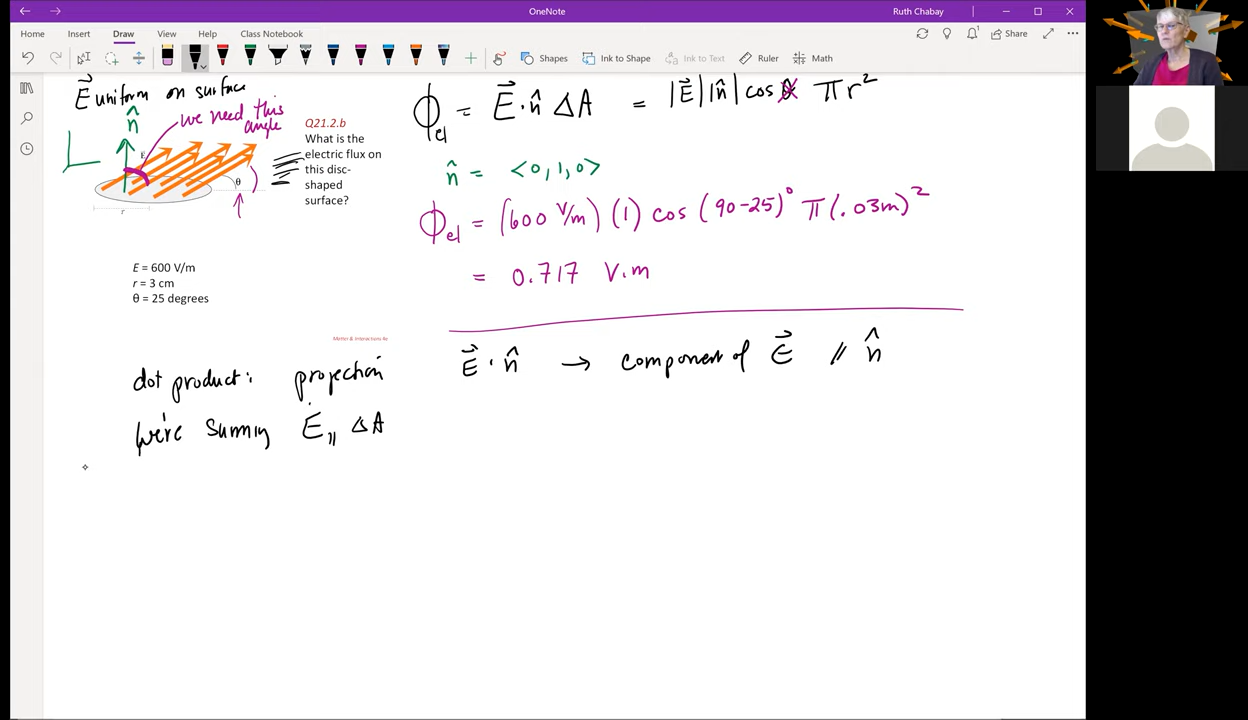 OneNote
Ruth Chabay
Home Insert Draw View Help Class Notebook
Share
Shapes Ink to Shape Ink to Text Ruler Math
E⃗ uniform on surface
n̂
we need this
angle
E
θ
r
Q21.2.b
What is the
electric flux on
this disc-
shaped
surface?
E = 600 V/m
r = 3 cm
θ = 25 degrees
Matter & Interactions 4e
Φel = E⃗ · n̂ ΔA = |E⃗| |n̂| cos θ πr²
n̂ = <0, 1, 0>
Φel = (600 V/m) (1) cos (90-25)° π(.03m)²
= 0.717 V·m
E⃗ · n̂ → component of E⃗ // n̂
dot product: projection
We're summing E∥ ΔA